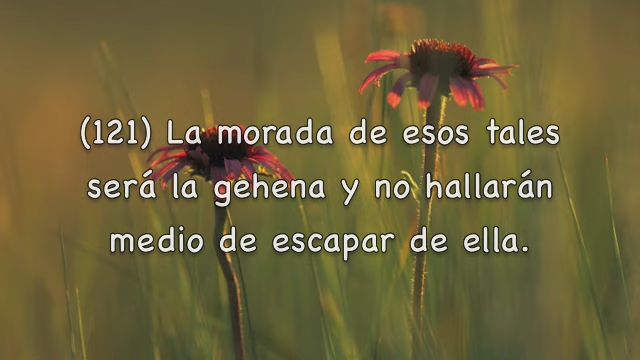 (121) La morada de esos tales
será la gehena y no hallarán
medio de escapar de ella.